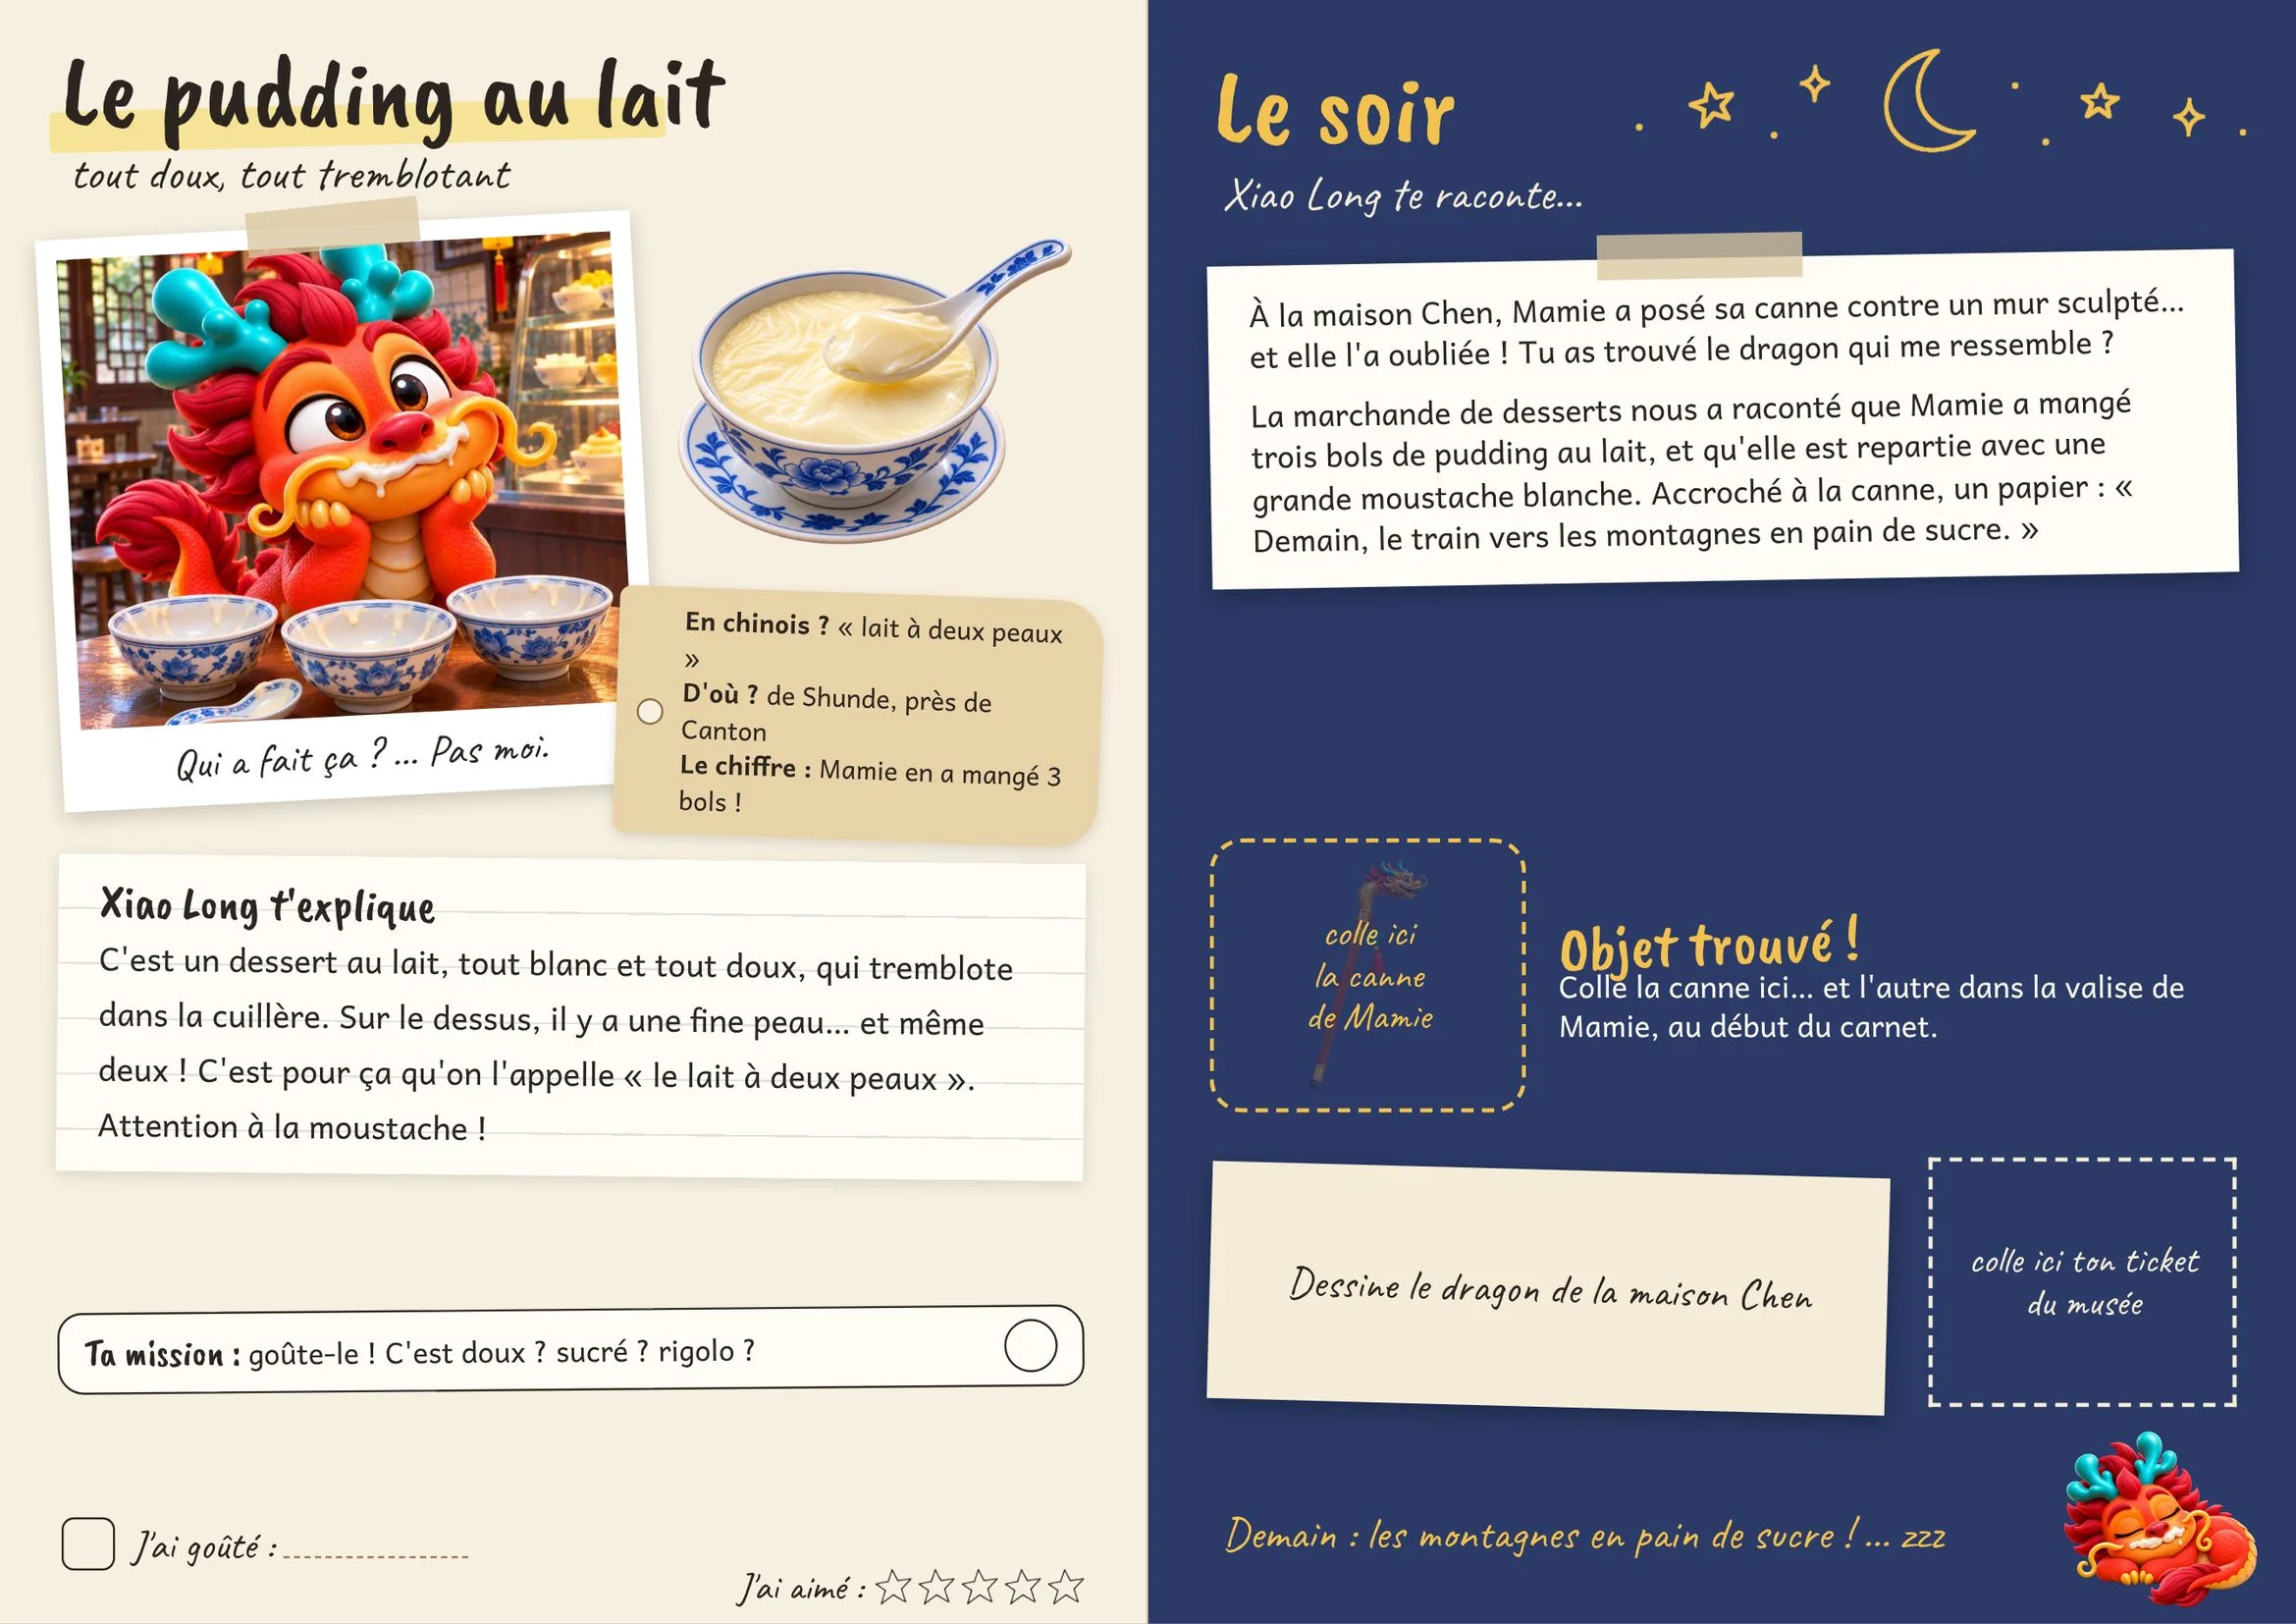 Le pudding au lait
tout doux, tout tremblotant
Qui a fait ça ? ... Pas moi.
En chinois ? « lait à deux peaux
»
D'où ? de Shunde, près de
Canton
Le chiffre : Mamie en a mangé 3
bols !
Xiao Long t'explique
C'est un dessert au lait, tout blanc et tout doux, qui tremblote
dans la cuillère. Sur le dessus, il y a une fine peau... et même
deux ! C'est pour ça qu'on l'appelle « le lait à deux peaux ».
Attention à la moustache !
Ta mission : goûte-le ! C'est doux ? sucré ? rigolo ?
J'ai goûté :
J'ai aimé :
Le soir
Xiao Long te raconte...
À la maison Chen, Mamie a posé sa canne contre un mur sculpté...
et elle l'a oubliée ! Tu as trouvé le dragon qui me ressemble ?
La marchande de desserts nous a raconté que Mamie a mangé
trois bols de pudding au lait, et qu'elle est repartie avec une
grande moustache blanche. Accroché à la canne, un papier : «
Demain, le train vers les montagnes en pain de sucre. »
colle ici
la canne
de Mamie
Objet trouvé !
Colle la canne ici... et l'autre dans la valise de
Mamie, au début du carnet.
Dessine le dragon de la maison Chen
colle ici ton ticket
du musée
Demain : les montagnes en pain de sucre ! ... zzz